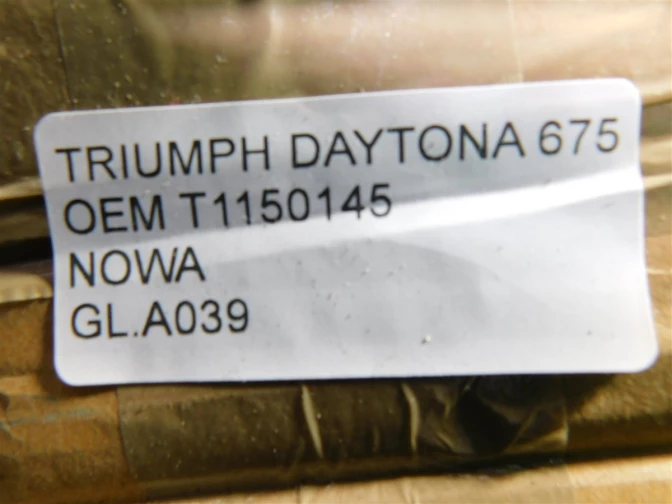 TRIUMPH DAYTONA 675
OEM T1150145
NOWA
GL.A039